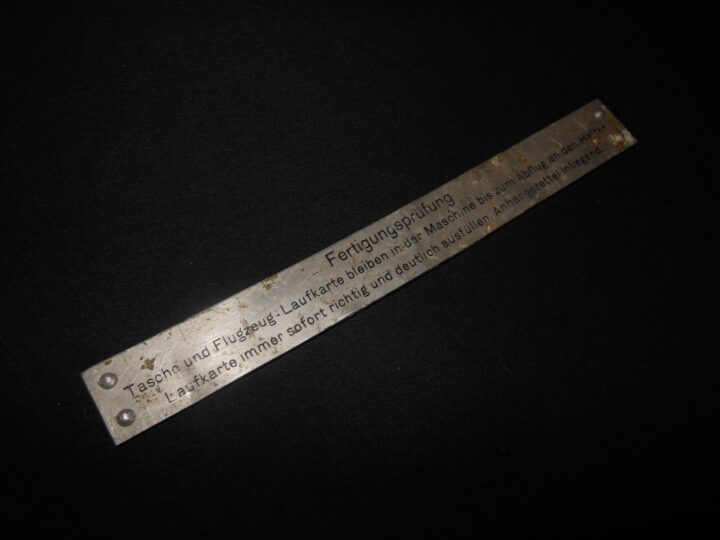 Fertigungsprüfung
Tasche und Flugzeug-Laufkarte bleiben in der Maschine bis zum Abflug an den Halter
Laufkarte immer sofort richtig und deutlich ausfüllen. Anhängezettel inliegend